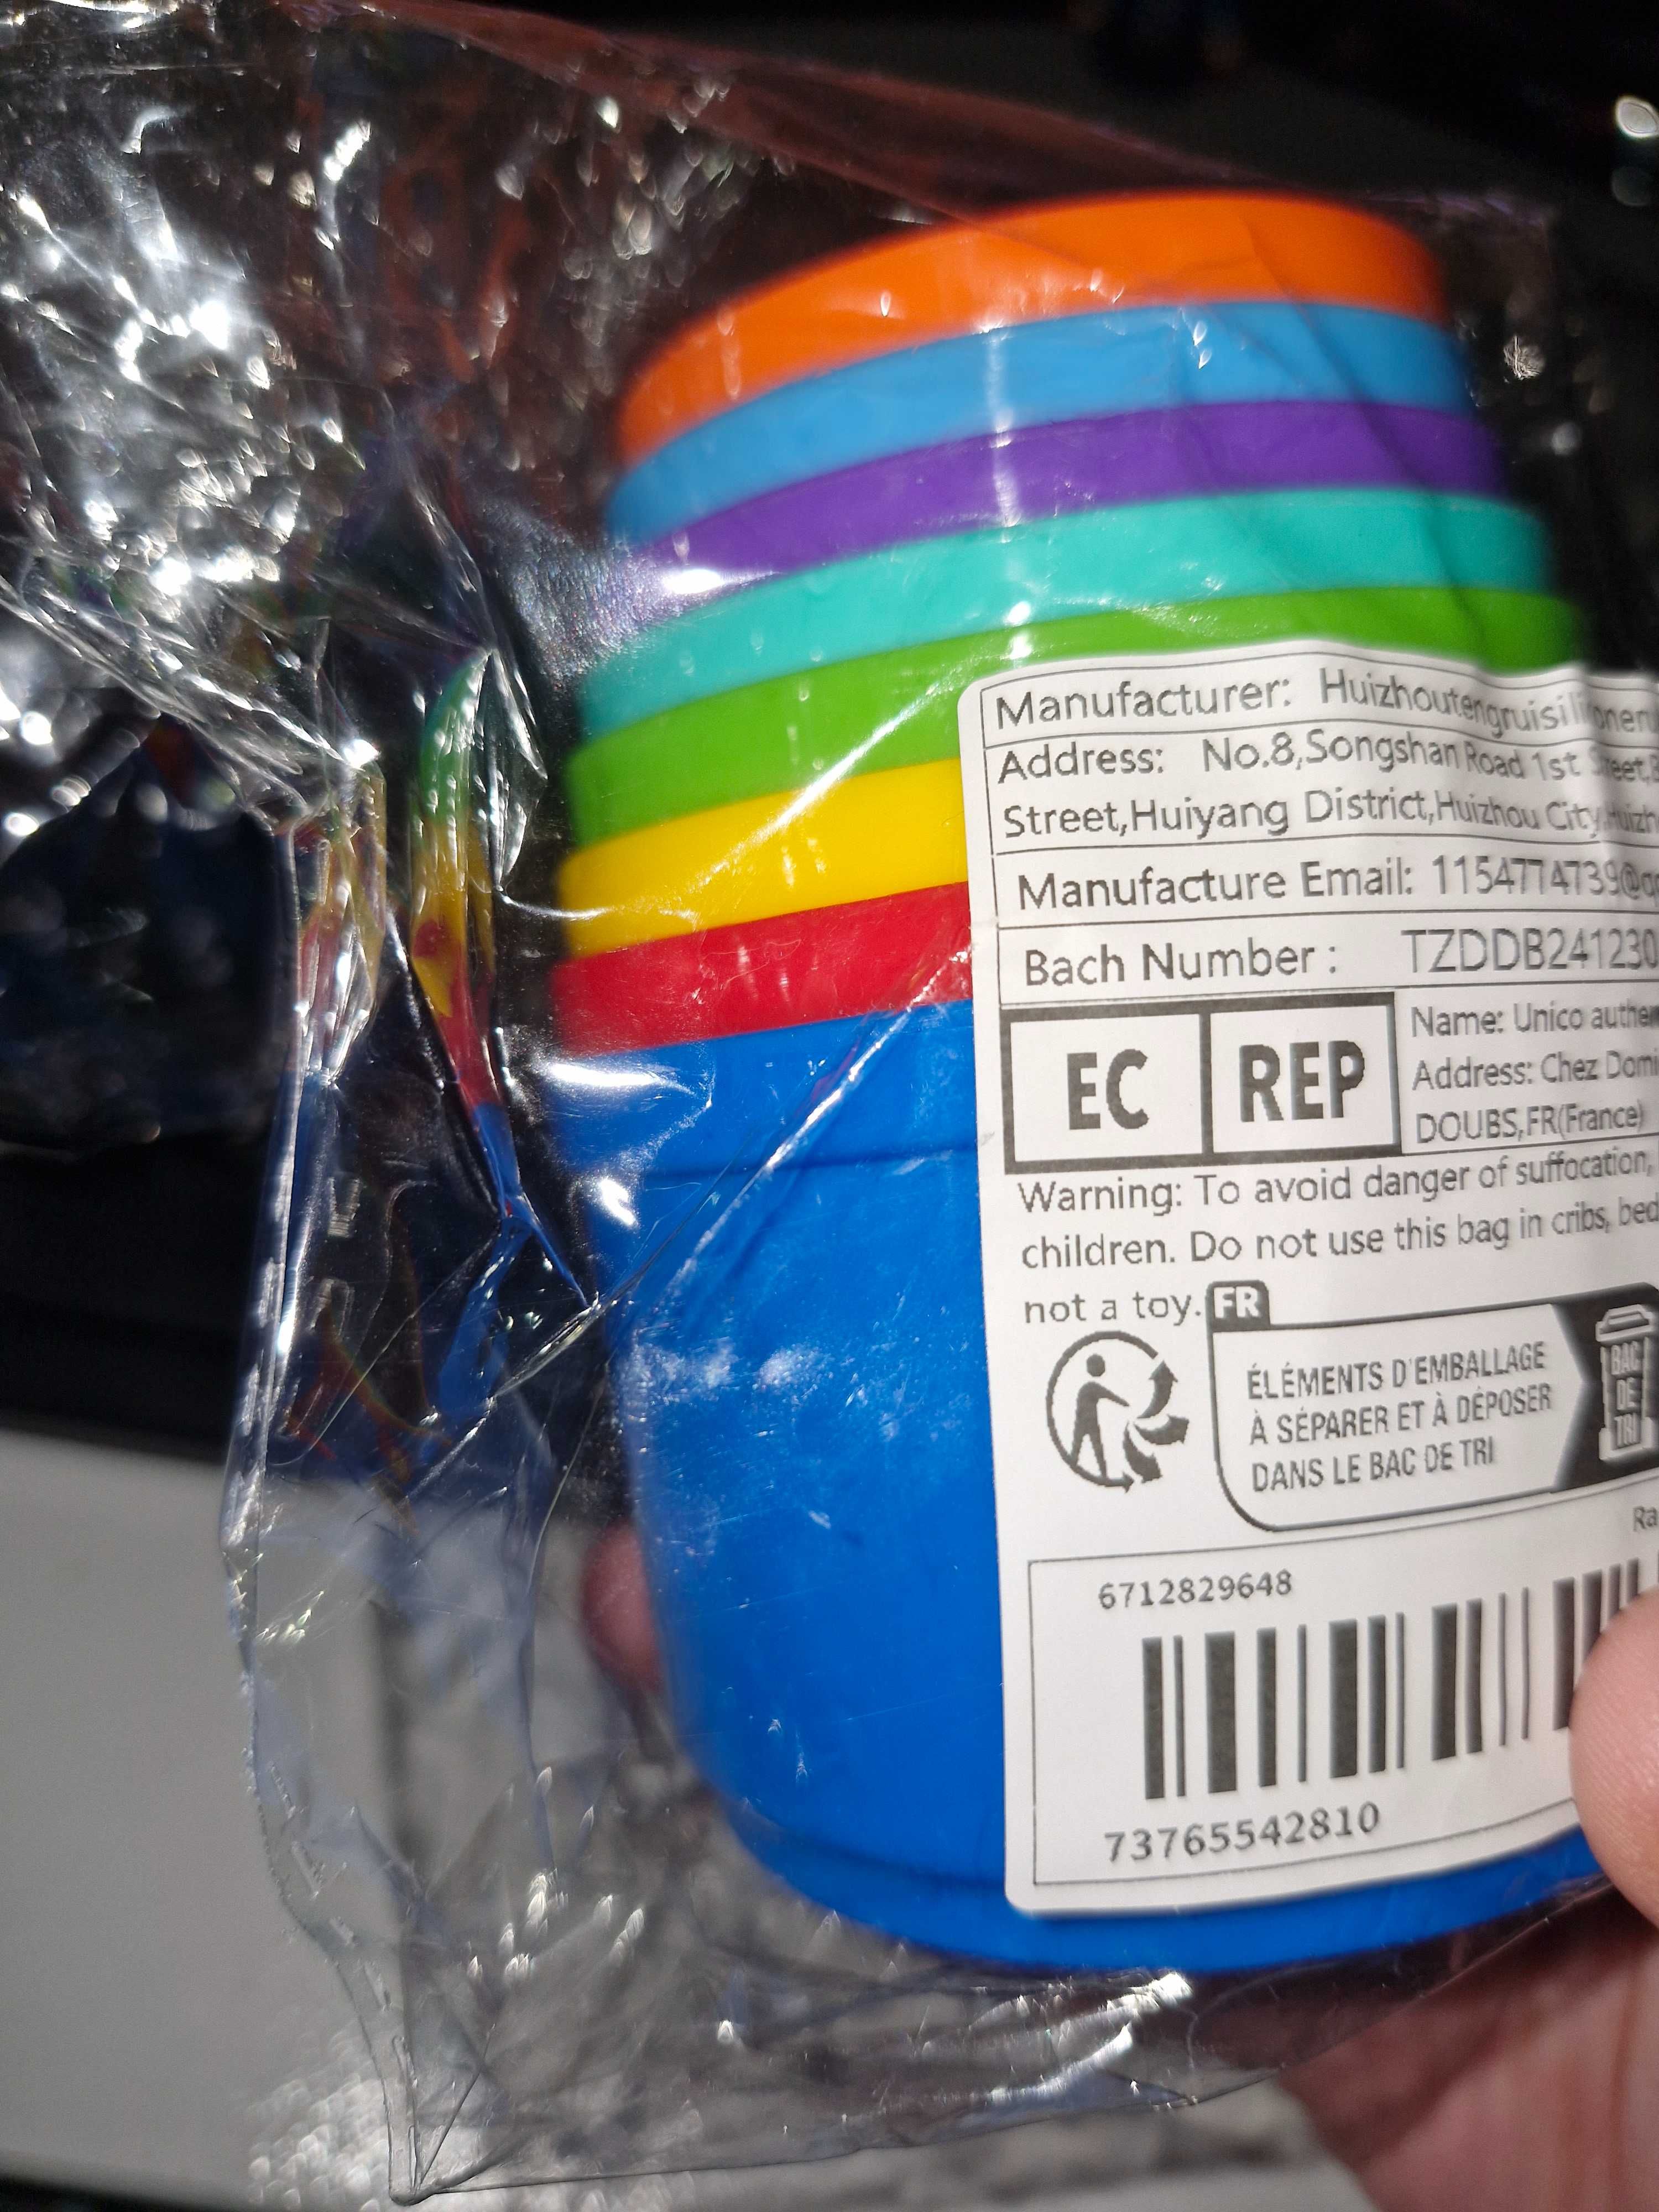 Manufacturer:
Address: No.8,Songshan Road 1st
Street,Huiyang District,Huizhou City,
Manufacture Email: 1154774739@
Bach Number : TZDDB241230
EC REP
Name: Unico
Address: Chez
DOUBS,FR(France)
Warning: To avoid danger of suffocation,
children. Do not use this bag in cribs,
not a toy.
FR
ÉLÉMENTS D'EMBALLAGE
À SÉPARER ET À DÉPOSER
DANS LE BAC DE TRI
BAC
DE
TRI
6712829648
73765542810